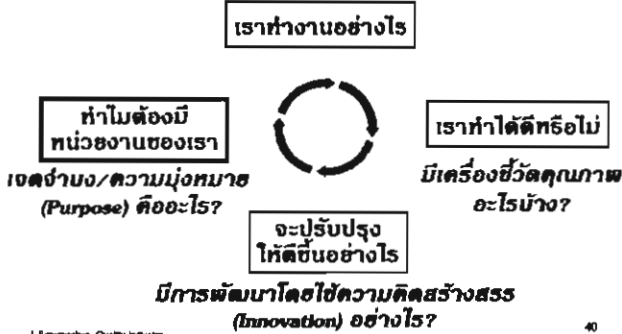 เราทำงานอย่างไร
ทำไมต้องมี
หน่วยงานของเรา
เจตจำนง/ความมุ่งหมาย
(Purpose) คืออะไร?
เราทำได้ดีหรือไม่
มีเครื่องชี้วัดคุณภาพ
อะไรบ้าง?
จะปรับปรุง
ให้ดีขึ้นอย่างไร
มีการพัฒนาโดยใช้ความคิดสร้างสรร
(Innovation) อย่างไร?
40